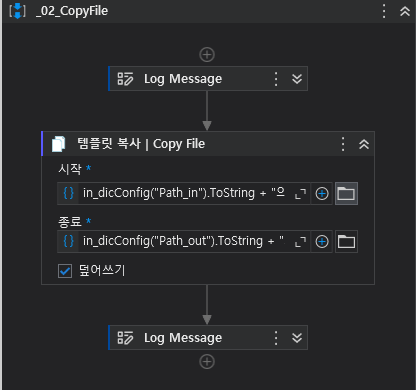 _02_CopyFile
Log Message
템플릿 복사 | Copy File
시작 *
in_dicConfig("Path_in").ToString + "으
종료 *
in_dicConfig("Path_out").ToString + "
덮어쓰기
Log Message